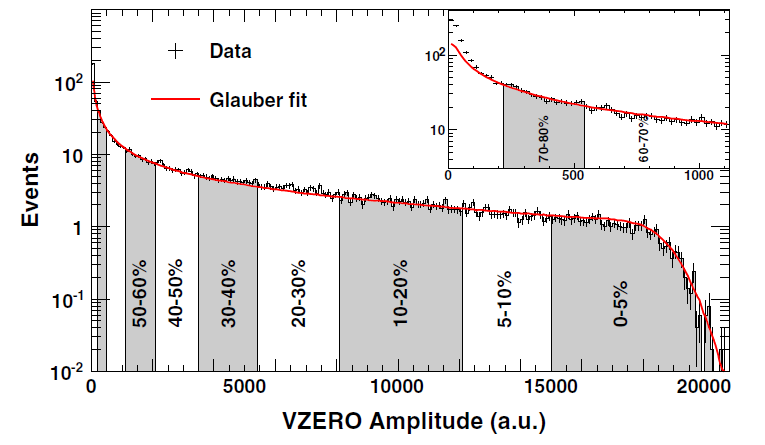 Data
Glauber fit
10²
10
1
10⁻¹
10⁻²
Events
10²
10
70-80%
60-70%
0 500 1000
50-60%
40-50%
30-40%
20-30%
10-20%
5-10%
0-5%
0 5000 10000 15000 20000
VZERO Amplitude (a.u.)